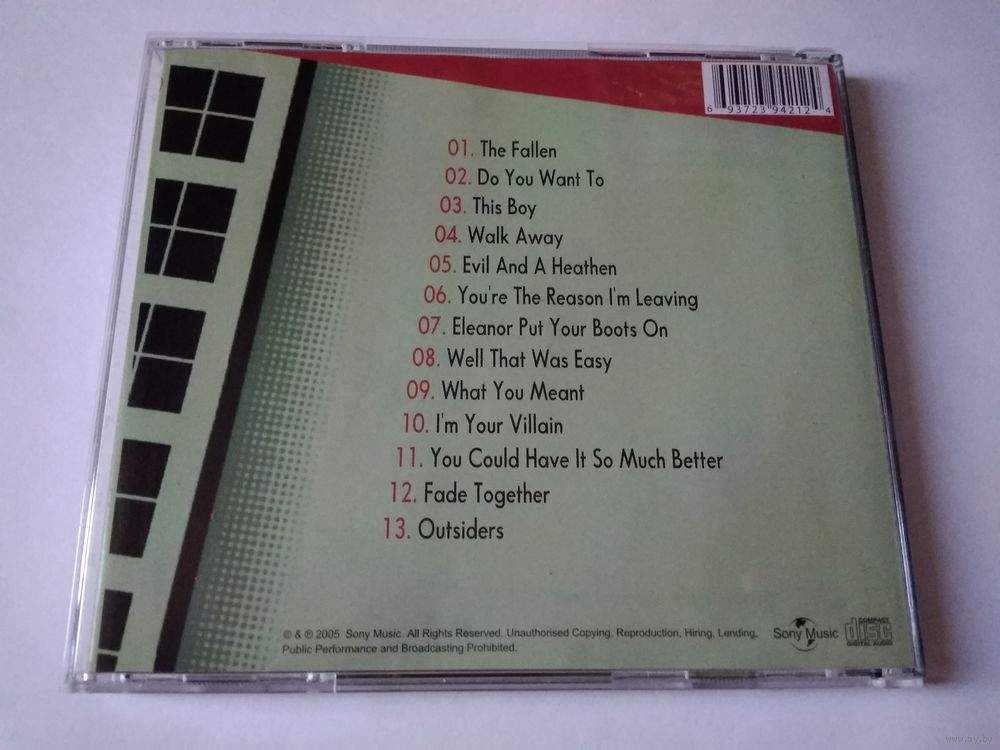 6 93723 94212 4
01. The Fallen
02. Do You Want To
03. This Boy
04. Walk Away
05. Evil And A Heathen
06. You're The Reason I'm Leaving
07. Eleanor Put Your Boots On
08. Well That Was Easy
09. What You Meant
10. I'm Your Villain
11. You Could Have It So Much Better
12. Fade Together
13. Outsiders
© & ℗ 2005 Sony Music. All Rights Reserved. Unauthorised Copying, Reproduction, Hiring, Lending,
Public Performance and Broadcasting Prohibited.
Sony Music
COMPACT
disc
DIGITAL AUDIO
www.ay.by